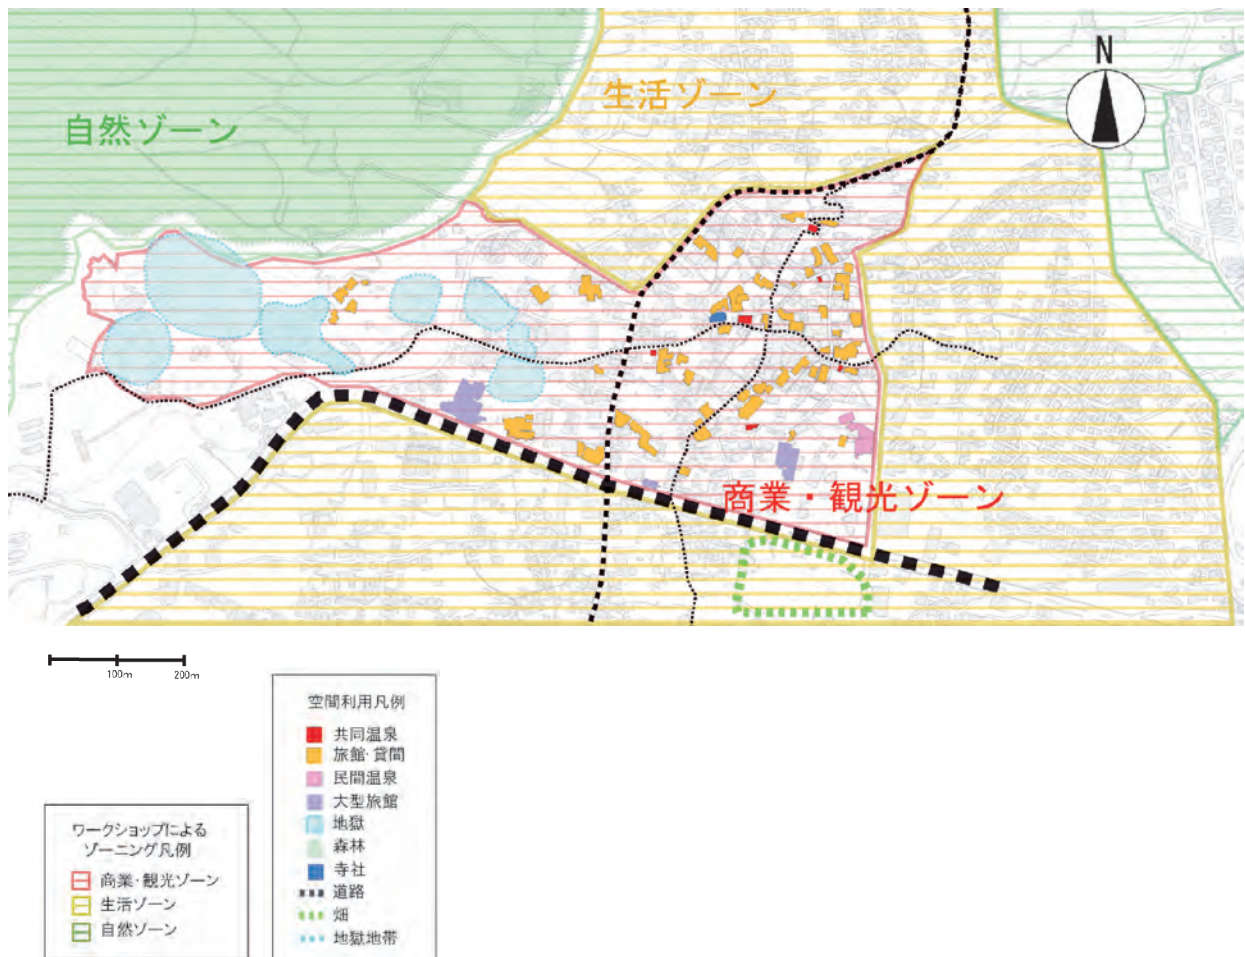 自然ゾーン
生活ゾーン
N
商業・観光ゾーン
100m
200m
空間利用凡例
共同温泉
旅館・貸間
民間温泉
大型旅館
地獄
森林
寺社
道路
畑
地獄地帯
ワークショップによる
ゾーニング凡例
商業・観光ゾーン
生活ゾーン
自然ゾーン